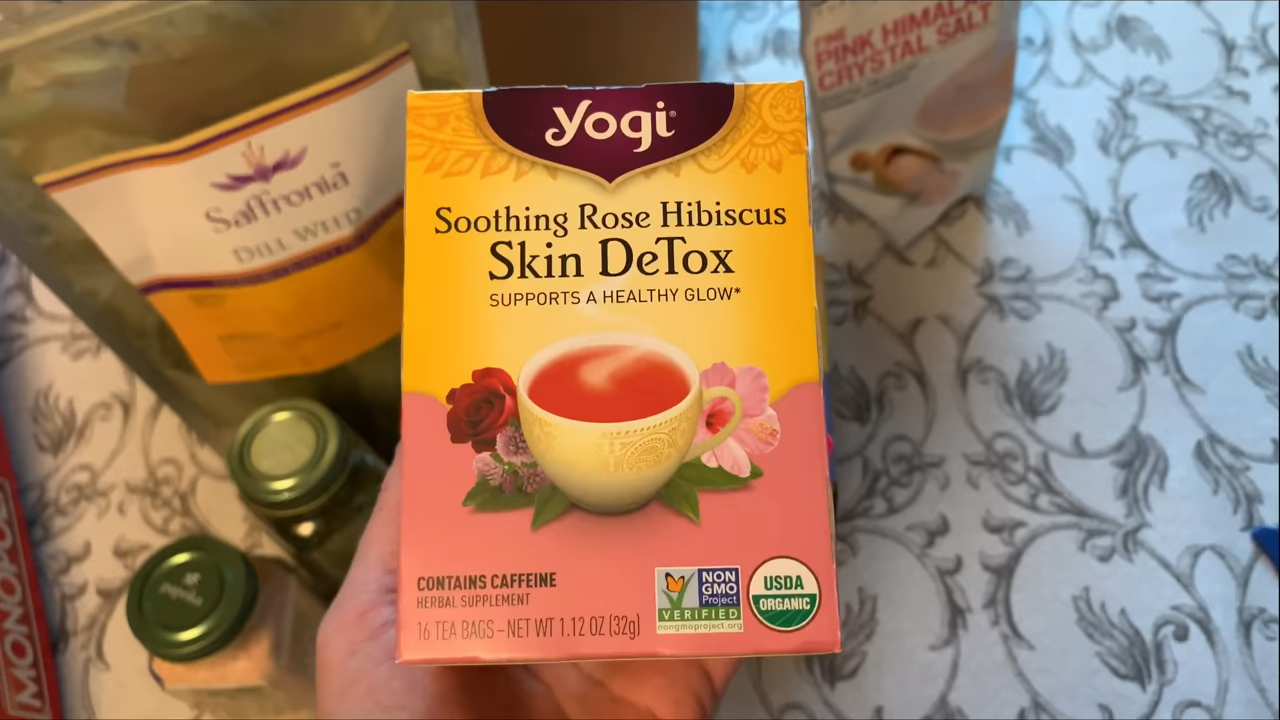 yogi®
Soothing Rose Hibiscus
Skin DeTox
SUPPORTS A HEALTHY GLOW*
CONTAINS CAFFEINE
HERBAL SUPPLEMENT
16 TEA BAGS – NET WT 1.12 OZ (32g)
NON
GMO
Project
VERIFIED
nongmoproject.org
USDA
ORGANIC
Saffronia
DILL WEED
FINE
PINK HIMALA
CRYSTAL SALT
MONOPO